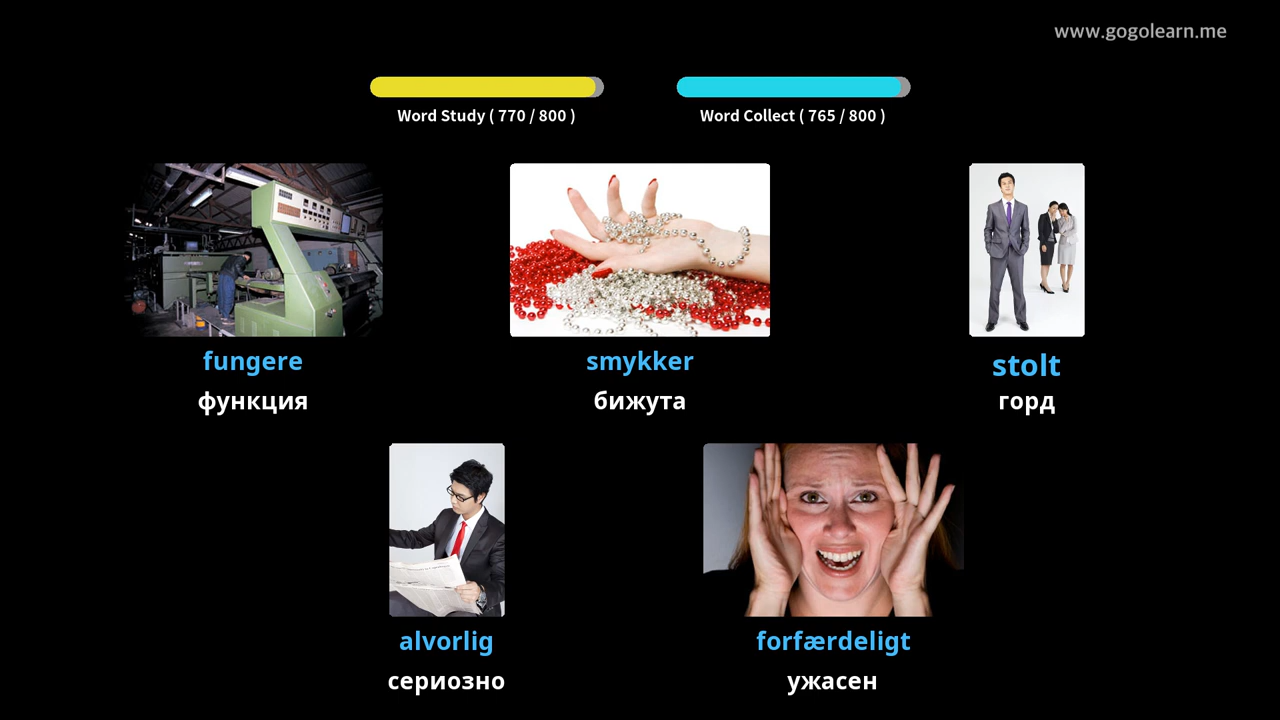 www.gogolearn.me
Word Study ( 770 / 800 )
Word Collect ( 765 / 800 )
fungere
функция
smykker
бижута
stolt
горд
alvorlig
сериозно
forfærdeligt
ужасен